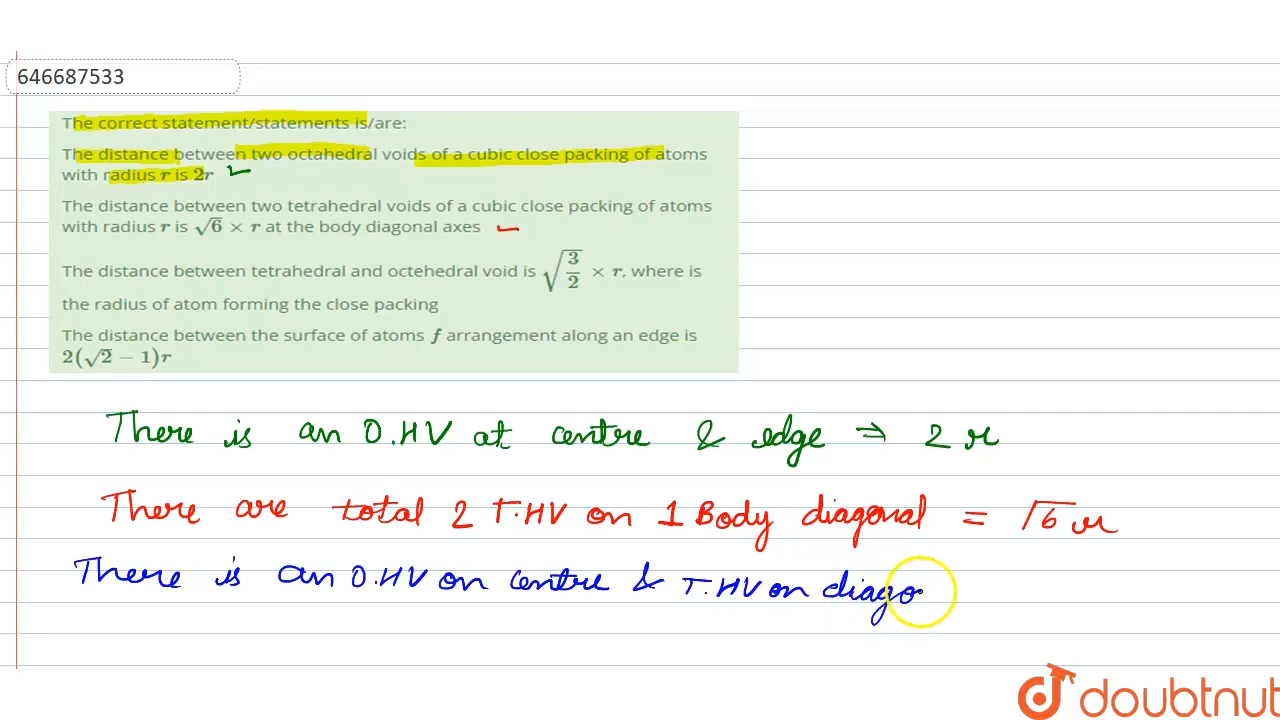 646687533
The correct statement/statements is/are:
The distance between two octahedral voids of a cubic close packing of atoms
with radius r is 2r
The distance between two tetrahedral voids of a cubic close packing of atoms
with radius r is √6 × r at the body diagonal axes
The distance between tetrahedral and octehedral void is √(3/2) × r, where is
the radius of atom forming the close packing
The distance between the surface of atoms f arrangement along an edge is
2(√2 − 1)r
There is an O.HV at centre & edge ⇒ 2 r
There are total 2 T.HV on 1 Body diagonal = √6 r
There is an O.HV on centre & T.HV on diago
doubtnut